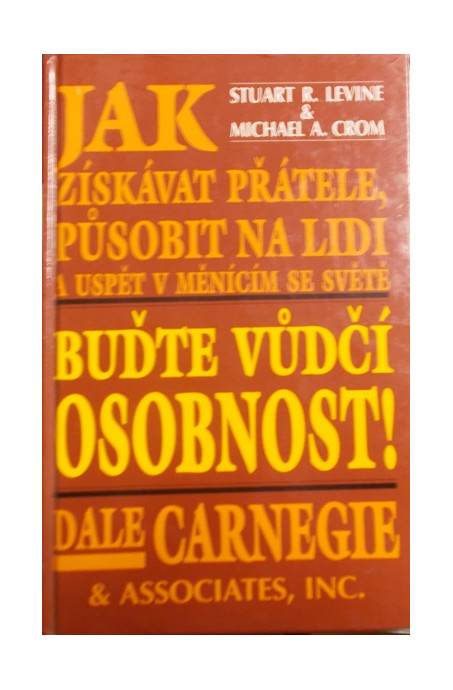 JAK
STUART R. LEVINE
&
MICHAEL A. CROM
ZÍSKÁVAT PŘÁTELE,
PŮSOBIT NA LIDI
A USPĚT V MĚNÍCÍM SE SVĚTĚ
BUĎTE VŮDČÍ
OSOBNOST!
DALE CARNEGIE
& ASSOCIATES, INC.